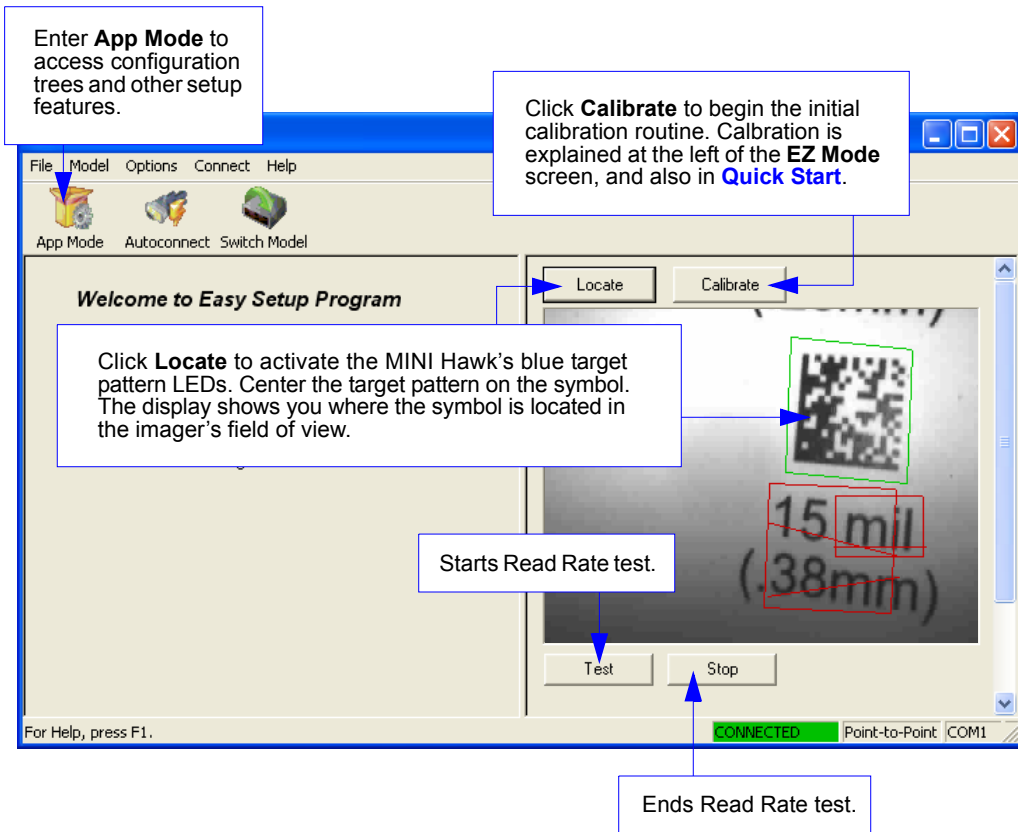 Enter App Mode to
access configuration
trees and other setup
features.
Click Calibrate to begin the initial
calibration routine. Calbration is
explained at the left of the EZ Mode
screen, and also in Quick Start.
File Model Options Connect Help
App Mode Autoconnect Switch Model
Welcome to Easy Setup Program
Locate Calibrate
Click Locate to activate the MINI Hawk's blue target
pattern LEDs. Center the target pattern on the symbol.
The display shows you where the symbol is located in
the imager's field of view.
15 mil
(.38mm)
Starts Read Rate test.
Test Stop
For Help, press F1.
CONNECTED Point-to-Point COM1
Ends Read Rate test.